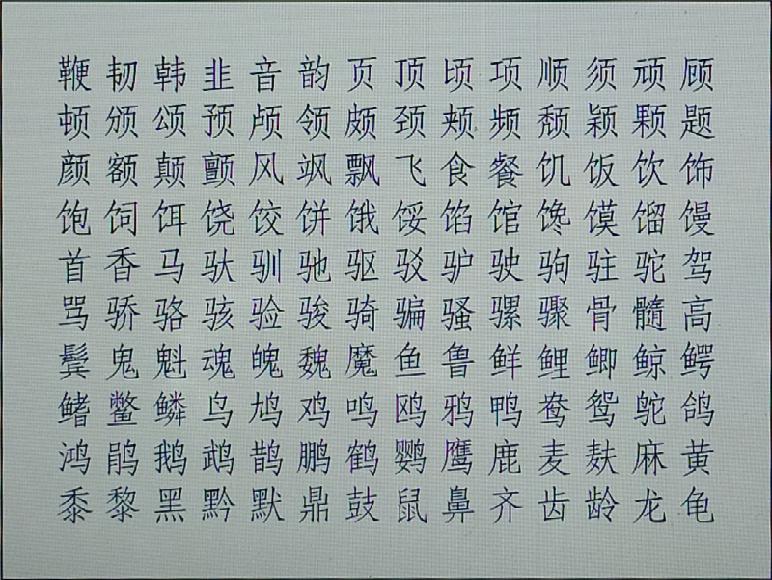 鞭韧韩韭音韵页顶顷项顺须顽顾
顿颁颂预颅领颇颈颊频颓颖颗题
颜额颠颤风飒飘飞食餐饥饭饮饰
饱饲饵饶饺饼饿馁馅馆馋馍馏馒
首香马驮驯驰驱驳驴驶驹驻驼驾
骂骄骆骇验骏骑骗骚骡骤骨髓高
鬓鬼魁魂魄魏魔鱼鲁鲜鲤鲫鲸鳄
鳍鳖鳞鸟鸠鸡鸣鸥鸦鸭鸯鸳鸵鸽
鸿鹃鹅鹉鹊鹏鹤鹦鹰鹿麦麸麻黄
黍黎黑黔默鼎鼓鼠鼻齐齿龄龙龟